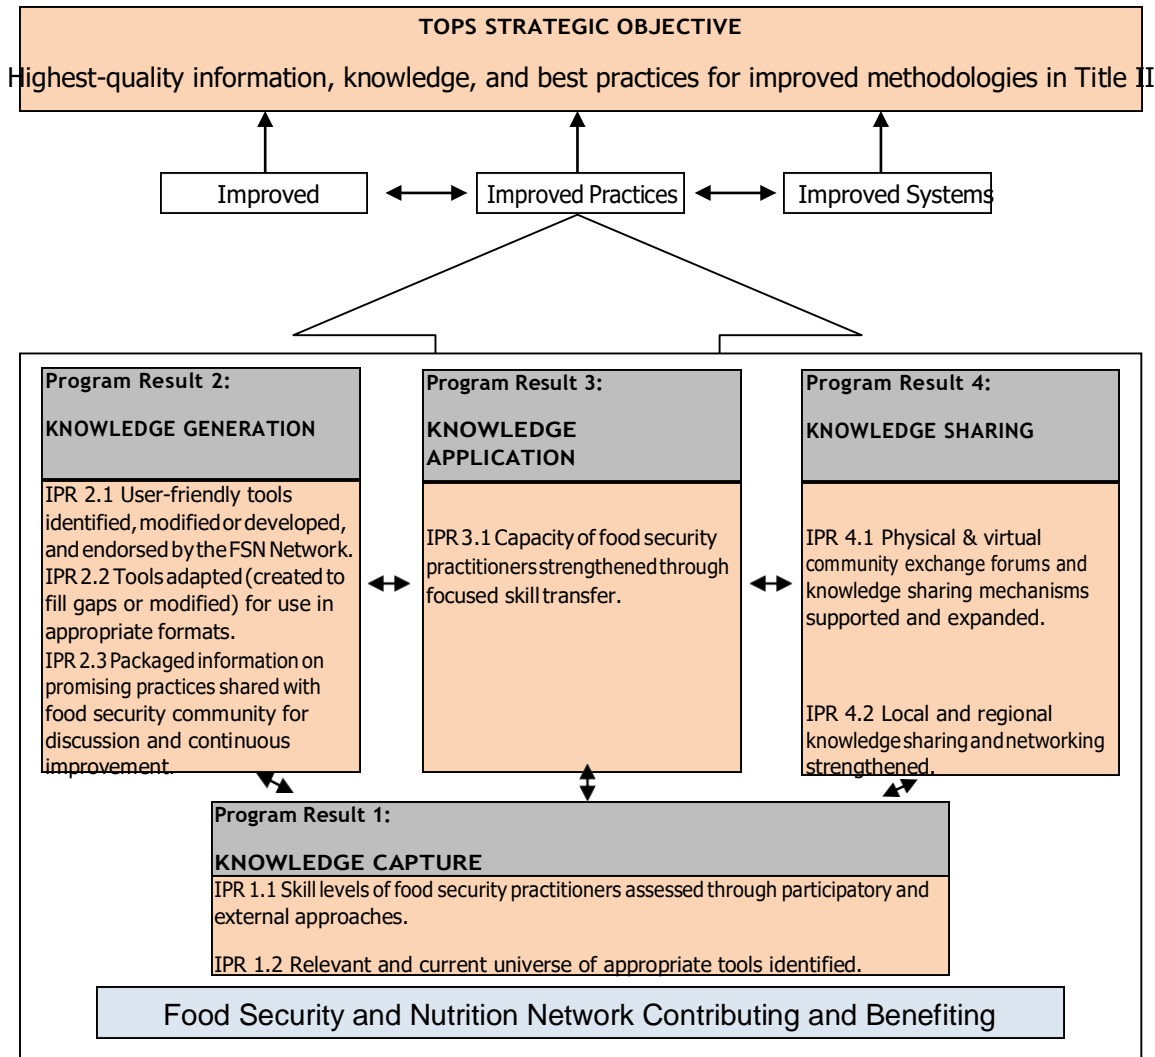 TOPS STRATEGIC OBJECTIVE
Highest-quality information, knowledge, and best practices for improved methodologies in Title II
Improved
Improved Practices
Improved Systems
Program Result 2:
KNOWLEDGE GENERATION
IPR 2.1 User-friendly tools
identified, modified or developed,
and endorsed by the FSN Network.
IPR 2.2 Tools adapted (created to
fill gaps or modified) for use in
appropriate formats.
IPR 2.3 Packaged information on
promising practices shared with
food security community for
discussion and continuous
improvement.
Program Result 3:
KNOWLEDGE
APPLICATION
IPR 3.1 Capacity of food security
practitioners strengthened through
focused skill transfer.
Program Result 4:
KNOWLEDGE SHARING
IPR 4.1 Physical & virtual
community exchange forums and
knowledge sharing mechanisms
supported and expanded.
IPR 4.2 Local and regional
knowledge sharing and networking
strengthened.
Program Result 1:
KNOWLEDGE CAPTURE
IPR 1.1 Skill levels of food security practitioners assessed through participatory and
external approaches.
IPR 1.2 Relevant and current universe of appropriate tools identified.
Food Security and Nutrition Network Contributing and Benefiting